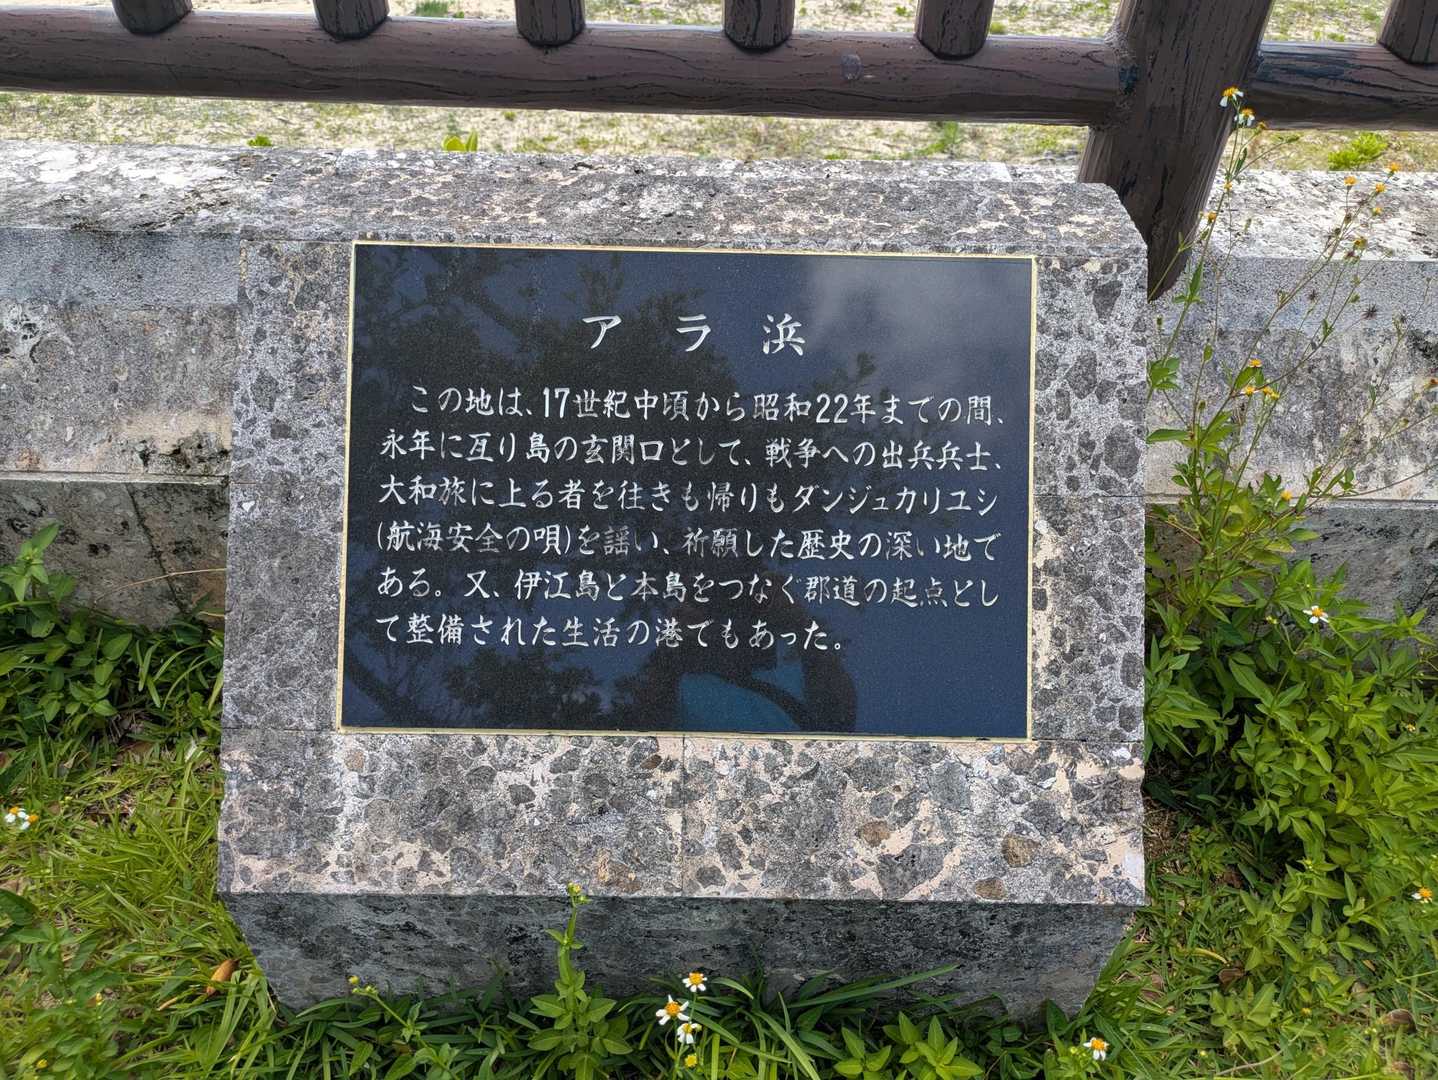 アラ浜
この地は、17世紀中頃から昭和22年までの間、
永年に亙り島の玄関口として、戦争への出兵兵士、
大和旅に上る者を往きも帰りもダンジュカリユシ
(航海安全の唄)を謡い、祈願した歴史の深い地で
ある。又、伊江島と本島をつなぐ郡道の起点とし
て整備された生活の港でもあった。